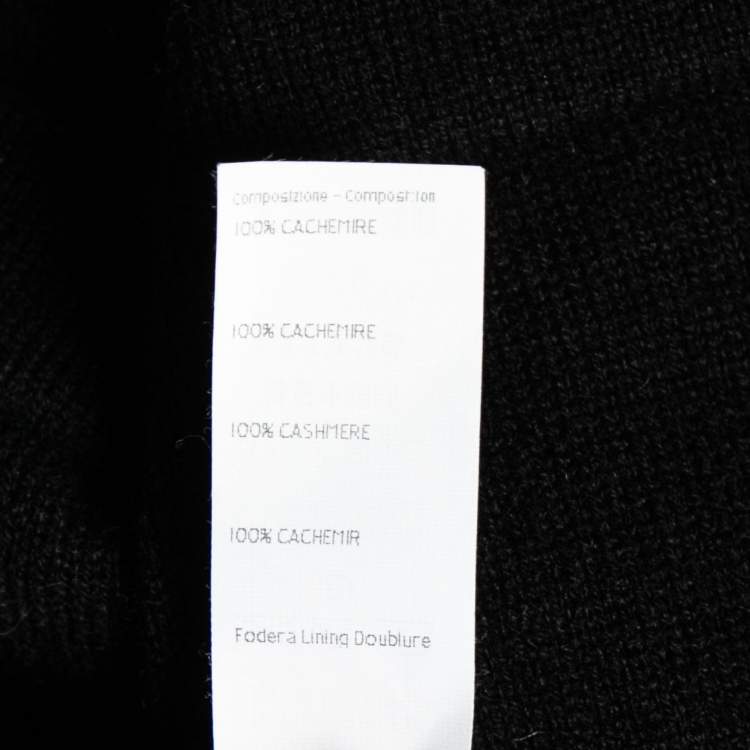 Composizione - Composition
100% CACHEMIRE
100% CACHEMIRE
100% CASHMERE
100% CACHEMIR
Fodera Lining Doublure